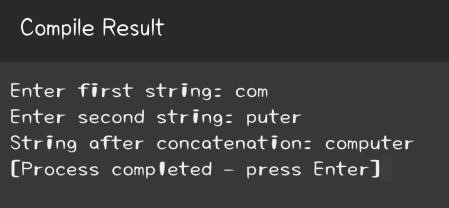 Compile Result
Enter first string: com
Enter second string: puter
String after concatenation: computer
[Process completed - press Enter]